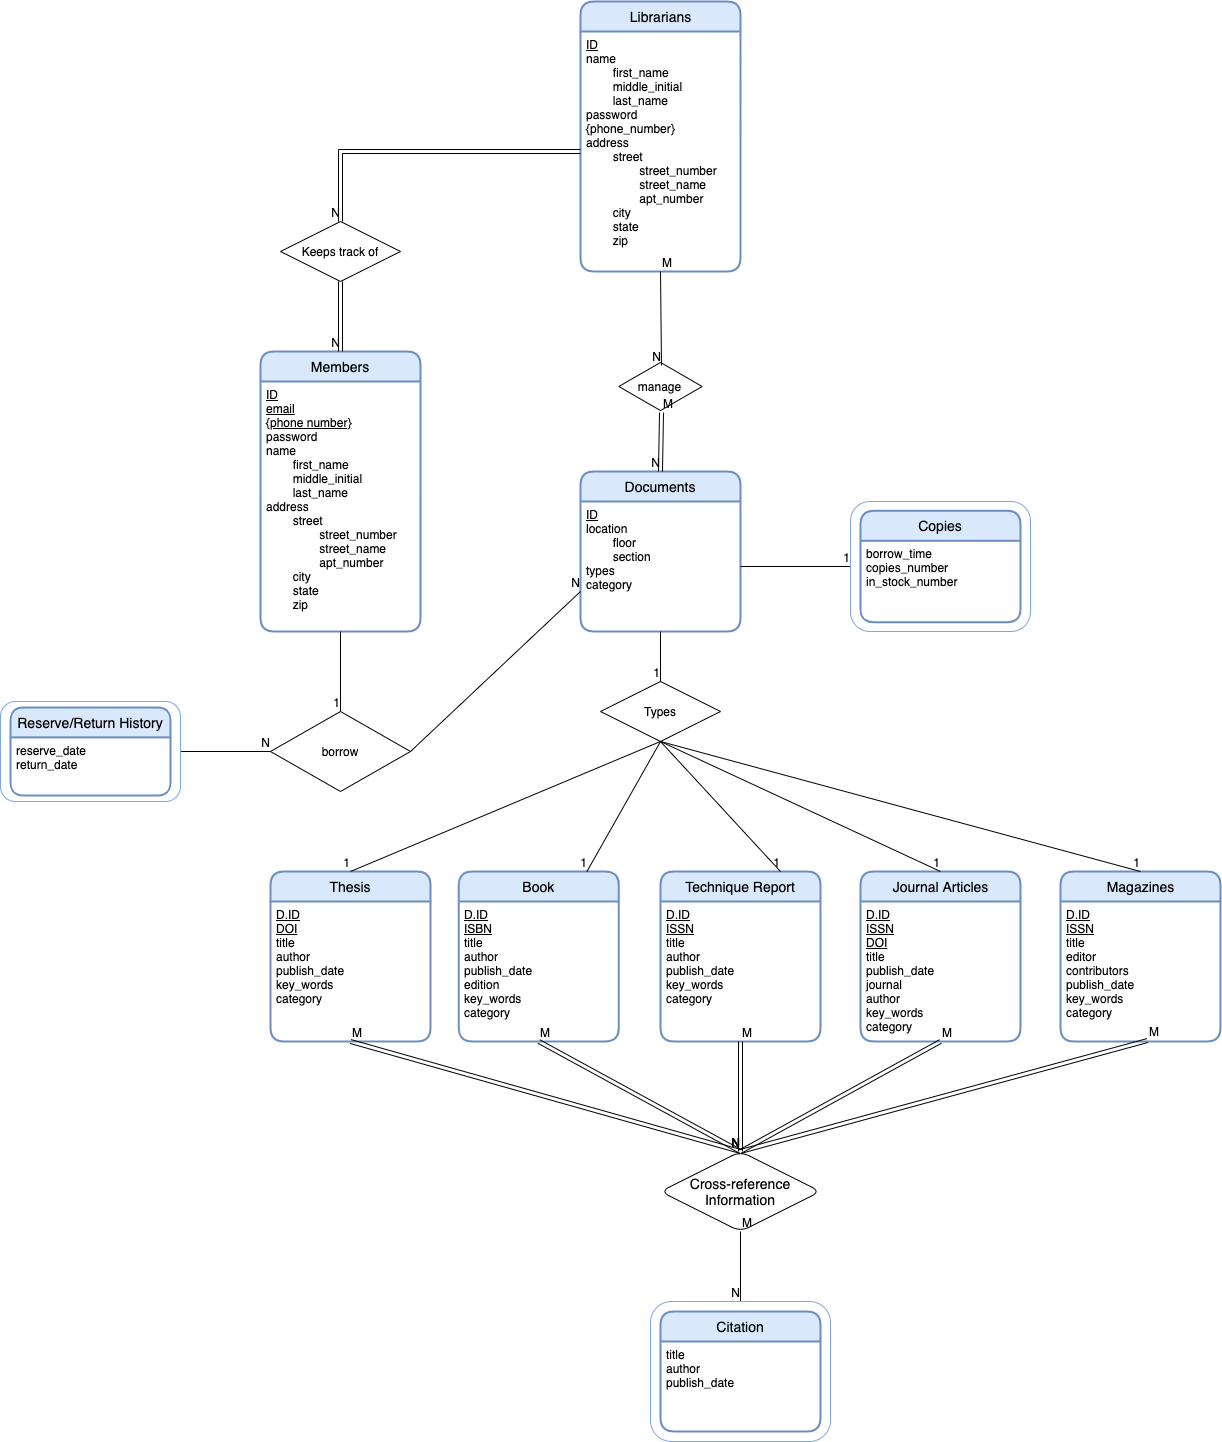 Librarians
ID
name
first_name
middle_initial
last_name
password
{phone_number}
address
street
street_number
street_name
apt_number
city
state
zip
M
N
Keeps track of
N
N
manage
M
N
Members
ID
email
{phone number}
password
name
first_name
middle_initial
last_name
address
street
street_number
street_name
apt_number
city
state
zip
Documents
ID
location
floor
section
types
category
N
1
Copies
borrow_time
copies_number
in_stock_number
1
Types
1
borrow
N
Reserve/Return History
reserve_date
return_date
1
1
1
1
1
Thesis
D.ID
DOI
title
author
publish_date
key_words
category
M
Book
D.ID
ISBN
title
author
publish_date
edition
key_words
category
M
Technique Report
D.ID
ISSN
title
author
publish_date
key_words
category
M
Journal Articles
D.ID
ISSN
DOI
title
publish_date
journal
author
key_words
category
M
Magazines
D.ID
ISSN
title
editor
contributors
publish_date
key_words
category
M
N
Cross-reference
Information
M
N
Citation
title
author
publish_date